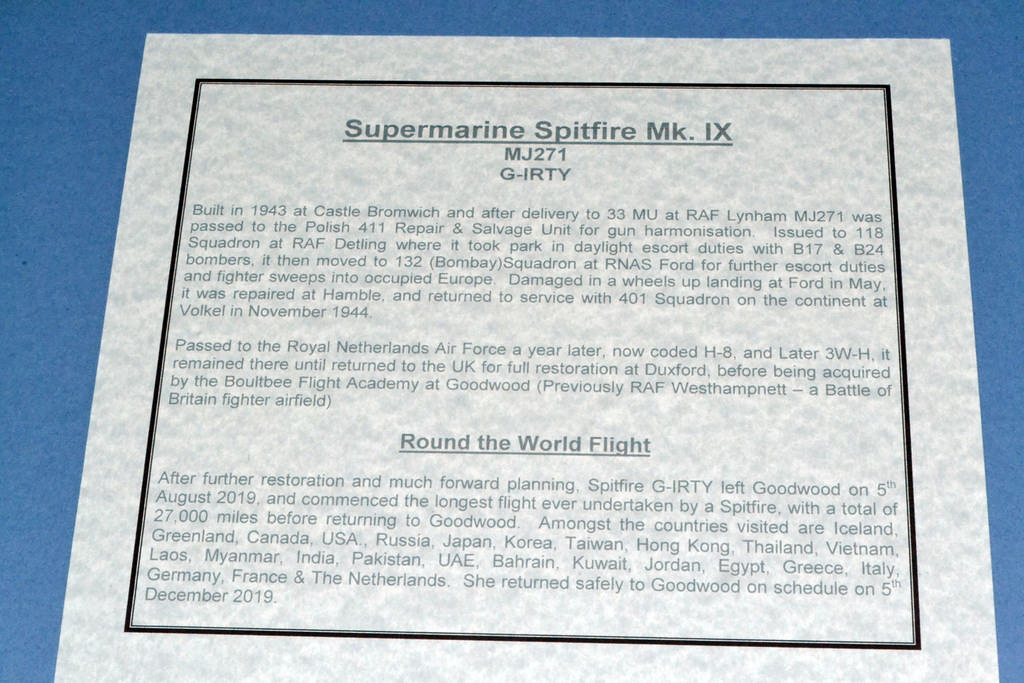 Supermarine Spitfire Mk. IX
MJ271
G-IRTY
Built in 1943 at Castle Bromwich and after delivery to 33 MU at RAF Lynham MJ271 was
passed to the Polish 411 Repair & Salvage Unit for gun harmonisation. Issued to 118
Squadron at RAF Detling where it took park in daylight escort duties with B17 & B24
bombers, it then moved to 132 (Bombay)Squadron at RNAS Ford for further escort duties
and fighter sweeps into occupied Europe. Damaged in a wheels up landing at Ford in May,
it was repaired at Hamble, and returned to service with 401 Squadron on the continent at
Volkel in November 1944.
Passed to the Royal Netherlands Air Force a year later, now coded H-8, and Later 3W-H, it
remained there until returned to the UK for full restoration at Duxford, before being acquired
by the Boultbee Flight Academy at Goodwood (Previously RAF Westhampnett – a Battle of
Britain fighter airfield)
Round the World Flight
After further restoration and much forward planning, Spitfire G-IRTY left Goodwood on 5th
August 2019, and commenced the longest flight ever undertaken by a Spitfire, with a total of
27,000 miles before returning to Goodwood. Amongst the countries visited are Iceland,
Greenland, Canada, USA., Russia, Japan, Korea, Taiwan, Hong Kong, Thailand, Vietnam,
Laos, Myanmar, India, Pakistan, UAE, Bahrain, Kuwait, Jordan, Egypt, Greece, Italy,
Germany, France & The Netherlands. She returned safely to Goodwood on schedule on 5th
December 2019.